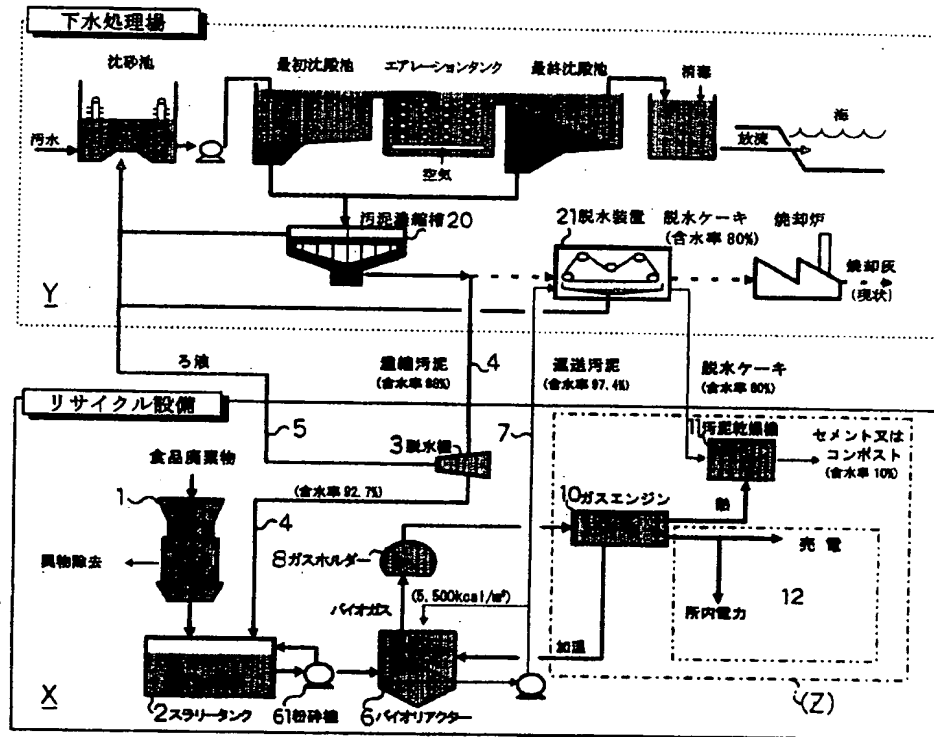 下水処理場
沈砂池
最初沈殿池
エアレーションタンク
最終沈殿池
消毒
海
汚水
放流
空気
汚泥濃縮槽20
21脱水装置
脱水ケーキ
(含水率80%)
焼却炉
焼却灰
(現状)
Y
ろ液
濃縮汚泥
(含水率98%)
4
返送汚泥
(含水率97.4%)
脱水ケーキ
(含水率80%)
リサイクル設備
5
7
3脱水機
11汚泥乾燥機
セメント又は
コンポスト
(含水率10%)
食品廃棄物
1
(含水率92.7%)
4
10ガスエンジン
熱
異物除去
8ガスホルダー
売電
12
バイオガス
(5,500kcal/m³)
所内電力
加温
X
2スラリータンク
61粉砕機
6バイオリアクター
(Z)